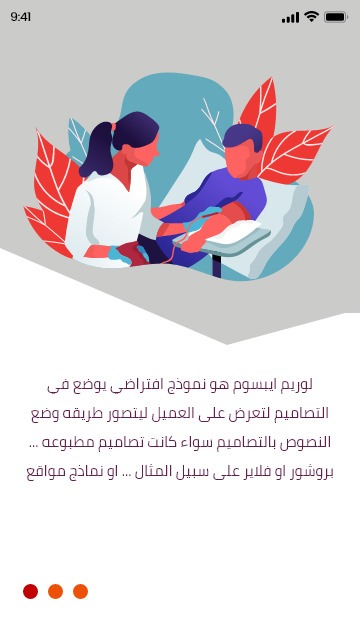 9:41
لوريم ايبسوم هو نموذج افتراضي يوضع في
التصاميم لتعرض على العميل ليتصور طريقه وضع
النصوص بالتصاميم سواء كانت تصاميم مطبوعه ...
بروشور او فلاير على سبيل المثال ... او نماذج مواقع